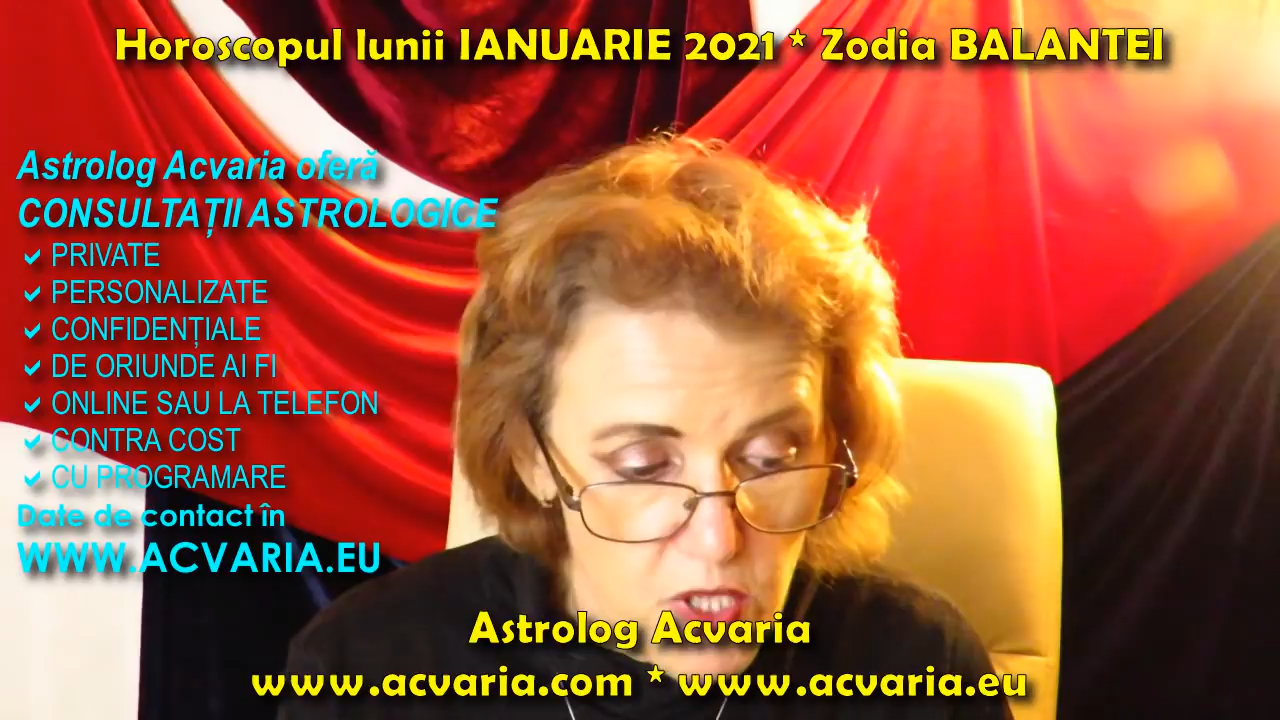 Horoscopul lunii IANUARIE 2021 * Zodia BALANTEI
Astrolog Acvaria oferă
CONSULTAȚII ASTROLOGICE
PRIVATE
PERSONALIZATE
CONFIDENȚIALE
DE ORIUNDE AI FI
ONLINE SAU LA TELEFON
CONTRA COST
CU PROGRAMARE
Date de contact în
WWW.ACVARIA.EU
Astrolog Acvaria
www.acvaria.com * www.acvaria.eu